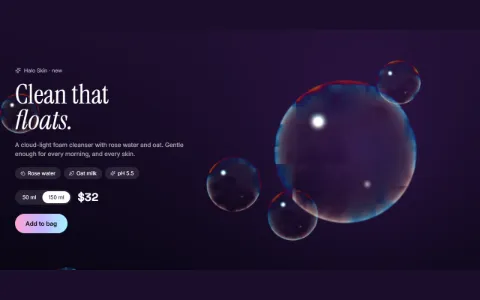 Halo Skin · new
Clean that
floats.
A cloud-light foam cleanser with rose water and oat. Gentle
enough for every morning, and every skin.
Rose water Oat milk pH 5.5
50 ml 150 ml $32
Add to bag